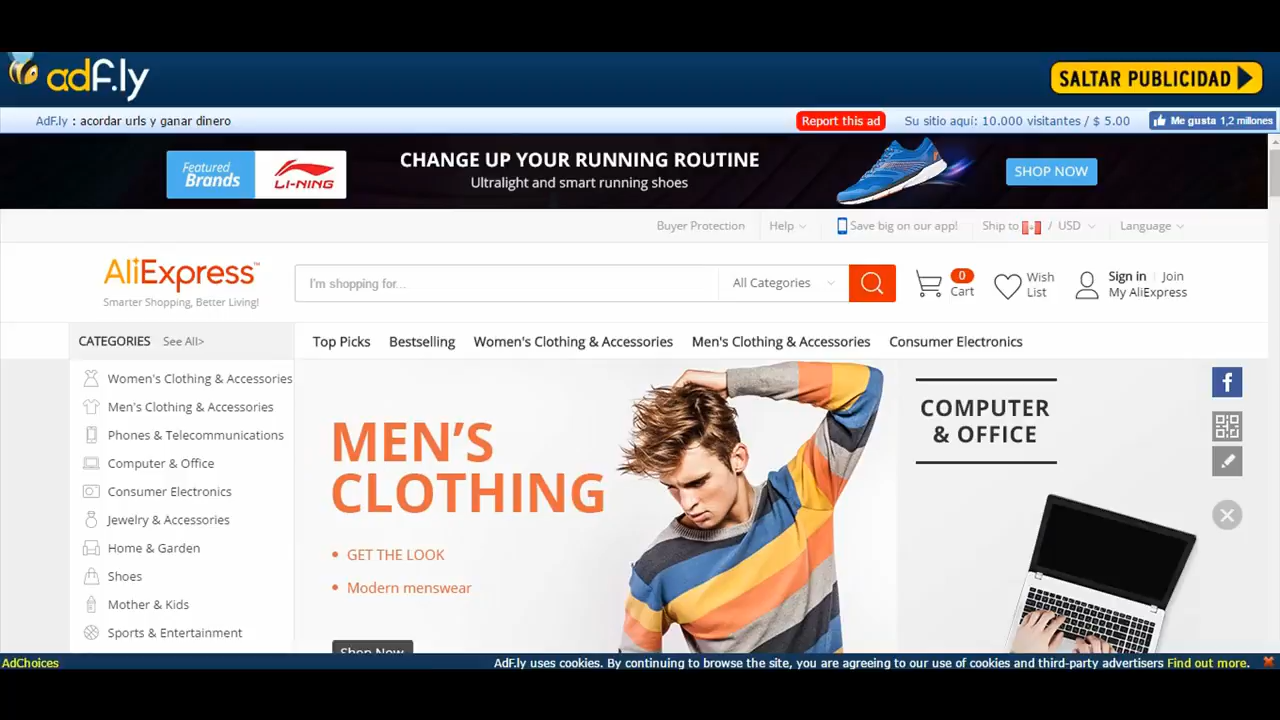 adf.ly
SALTAR PUBLICIDAD
AdF.ly : acordar urls y ganar dinero
Report this ad
Su sitio aquí: 10.000 visitantes / $ 5.00
Me gusta 1,2 millones
Featured
Brands
LI-NING
CHANGE UP YOUR RUNNING ROUTINE
Ultralight and smart running shoes
SHOP NOW
Buyer Protection
Help
Save big on our app!
Ship to / USD
Language
AliExpress™
Smarter Shopping, Better Living!
I'm shopping for...
All Categories
0
Cart
Wish
List
Sign in | Join
My AliExpress
CATEGORIES See All>
Top Picks
Bestselling
Women's Clothing & Accessories
Men's Clothing & Accessories
Consumer Electronics
Women's Clothing & Accessories
Men's Clothing & Accessories
Phones & Telecommunications
Computer & Office
Consumer Electronics
Jewelry & Accessories
Home & Garden
Shoes
Mother & Kids
Sports & Entertainment
MEN'S
CLOTHING
• GET THE LOOK
• Modern menswear
Shop Now
COMPUTER
& OFFICE
f
AdChoices
AdF.ly uses cookies. By continuing to browse the site, you are agreeing to our use of cookies and third-party advertisers Find out more.